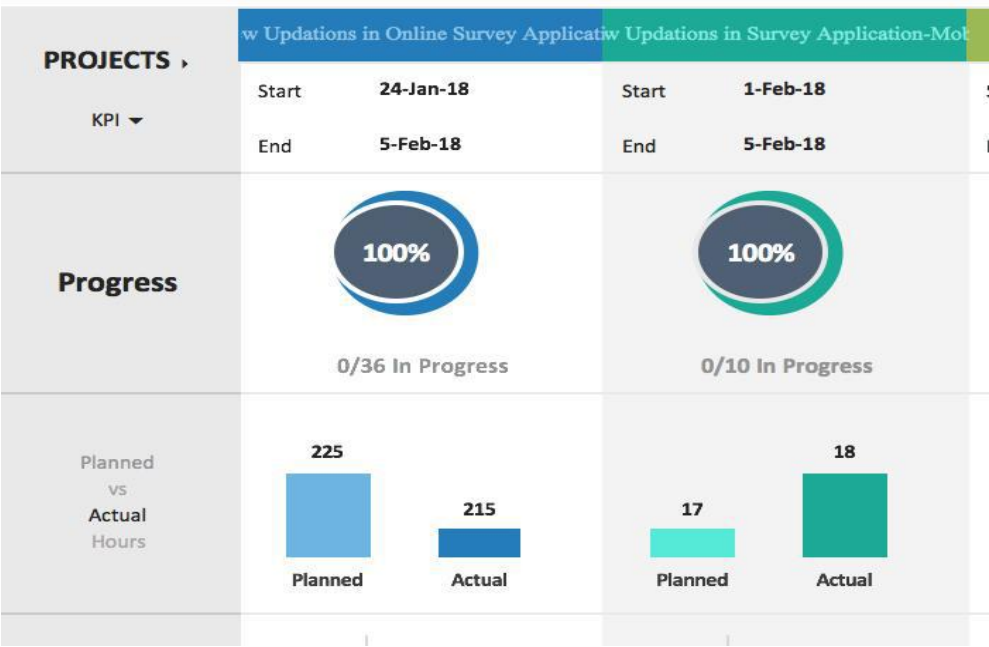 w Updations in Online Survey Applicati
w Updations in Survey Application-Mob
PROJECTS
KPI
Start 24-Jan-18
End 5-Feb-18
Start 1-Feb-18
End 5-Feb-18
Progress
100%
0/36 In Progress
100%
0/10 In Progress
Planned
vs
Actual
Hours
225
215
Planned
Actual
17
18
Planned
Actual